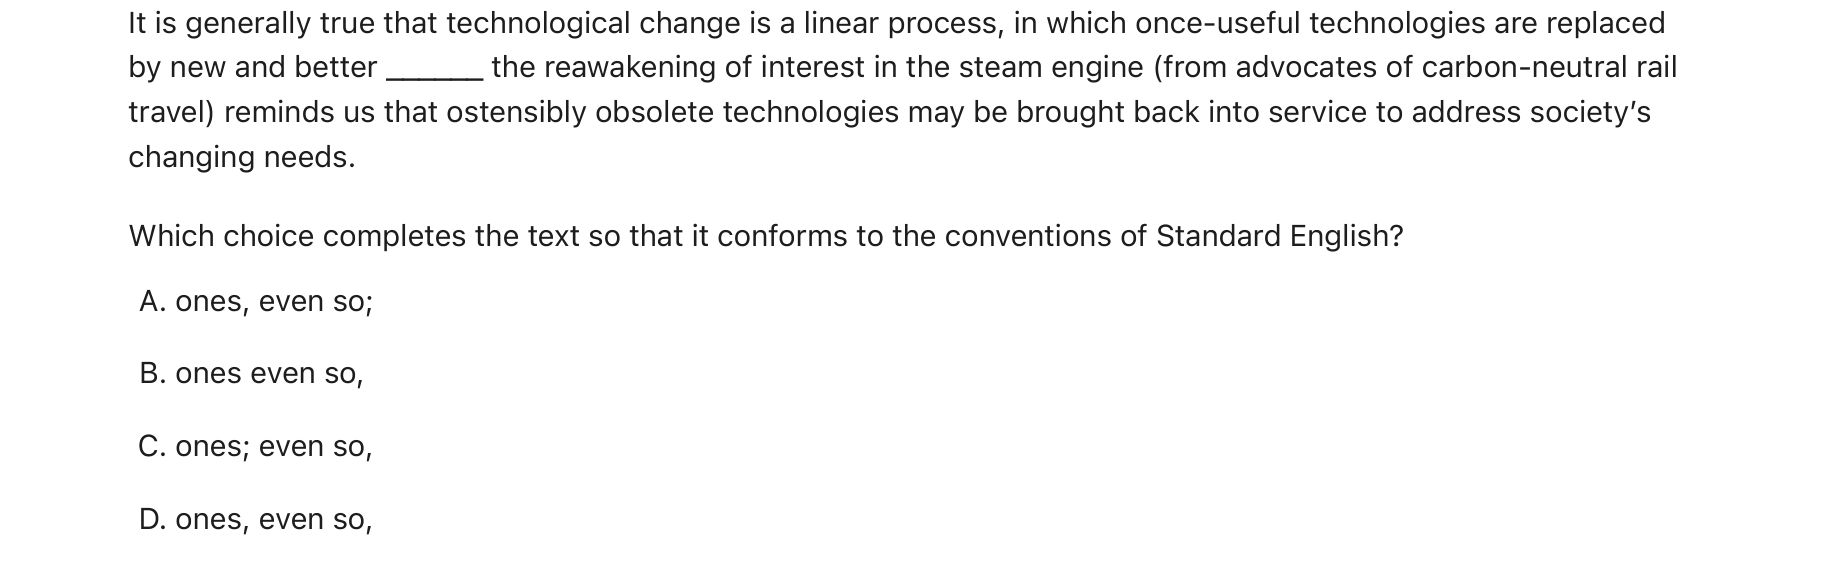 It is generally true that technological change is a linear process, in which once-useful technologies are replaced
by new and better ______ the reawakening of interest in the steam engine (from advocates of carbon-neutral rail
travel) reminds us that ostensibly obsolete technologies may be brought back into service to address society’s
changing needs.
Which choice completes the text so that it conforms to the conventions of Standard English?
A. ones, even so;
B. ones even so,
C. ones; even so,
D. ones, even so,